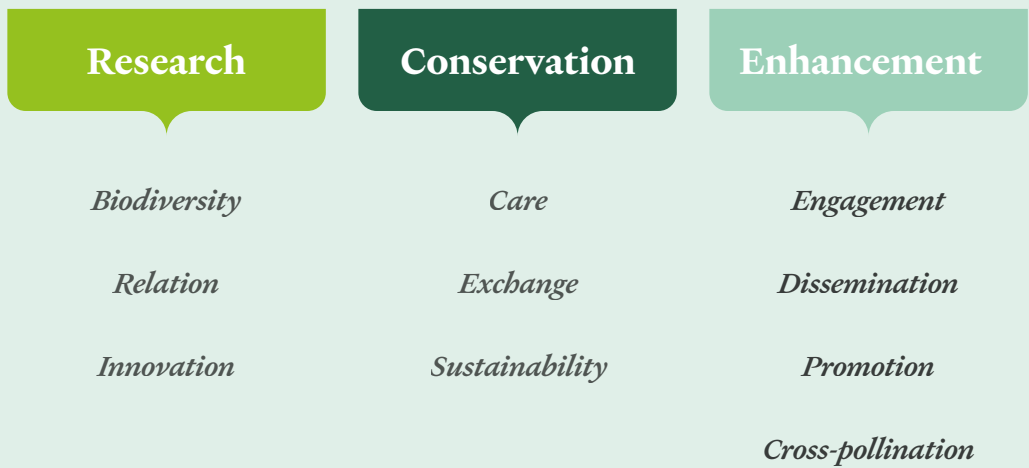 Research
Biodiversity
Relation
Innovation
Conservation
Care
Exchange
Sustainability
Enhancement
Engagement
Dissemination
Promotion
Cross-pollination